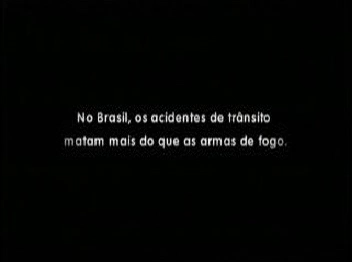 No Brasil, os acidentes de trânsito
matam mais do que as armas de fogo.